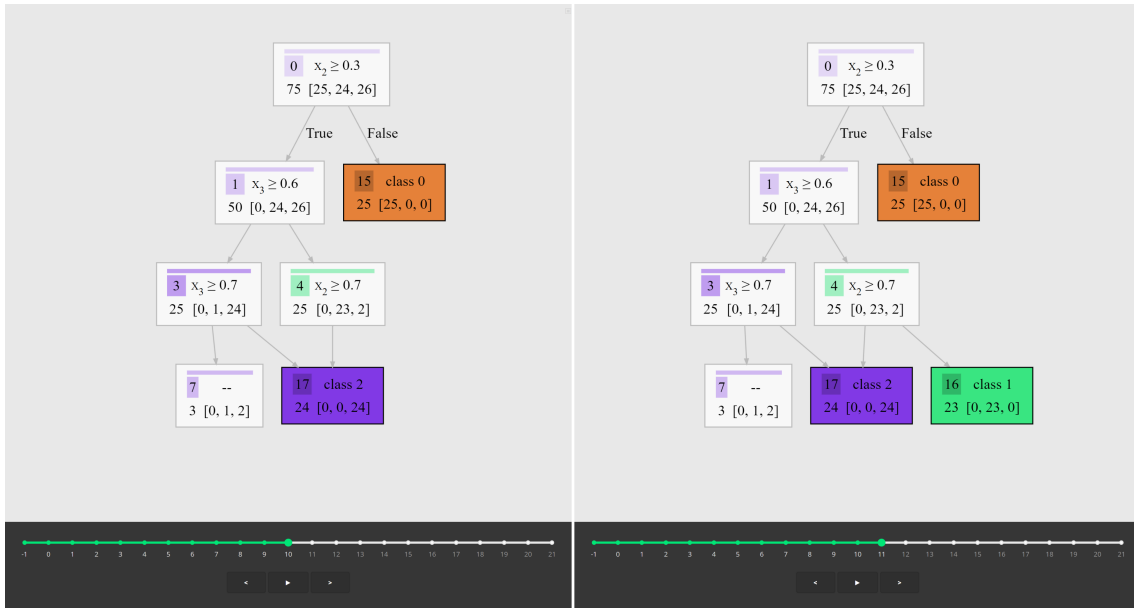 0 x₂ ≥ 0.3
75 [25, 24, 26]
True False
1 x₃ ≥ 0.6
50 [0, 24, 26]
15 class 0
25 [25, 0, 0]
3 x₃ ≥ 0.7
25 [0, 1, 24]
4 x₂ ≥ 0.7
25 [0, 23, 2]
7 --
3 [0, 1, 2]
17 class 2
24 [0, 0, 24]
-1 0 1 2 3 4 5 6 7 8 9 10 11 12 13 14 15 16 17 18 19 20 21
< ▶ >
0 x₂ ≥ 0.3
75 [25, 24, 26]
True False
1 x₃ ≥ 0.6
50 [0, 24, 26]
15 class 0
25 [25, 0, 0]
3 x₃ ≥ 0.7
25 [0, 1, 24]
4 x₂ ≥ 0.7
25 [0, 23, 2]
7 --
3 [0, 1, 2]
17 class 2
24 [0, 0, 24]
16 class 1
23 [0, 23, 0]
-1 0 1 2 3 4 5 6 7 8 9 10 11 12 13 14 15 16 17 18 19 20 21
< ▶ >